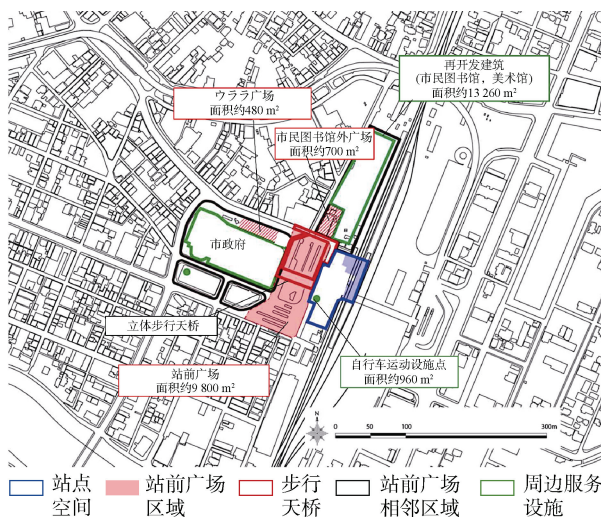 再开发建筑
(市民图书馆，美术馆)
面积约13 260 m²
ウララ广场
面积约480 m²
市民图书馆外广场
面积约700 m²
市政府
立体步行天桥
站前广场
面积约9 800 m²
自行车运动设施点
面积约960 m²
N
0 50 100 300m
站点
空间
站前广场
区域
步行
天桥
站前广场
相邻区域
周边服务
设施